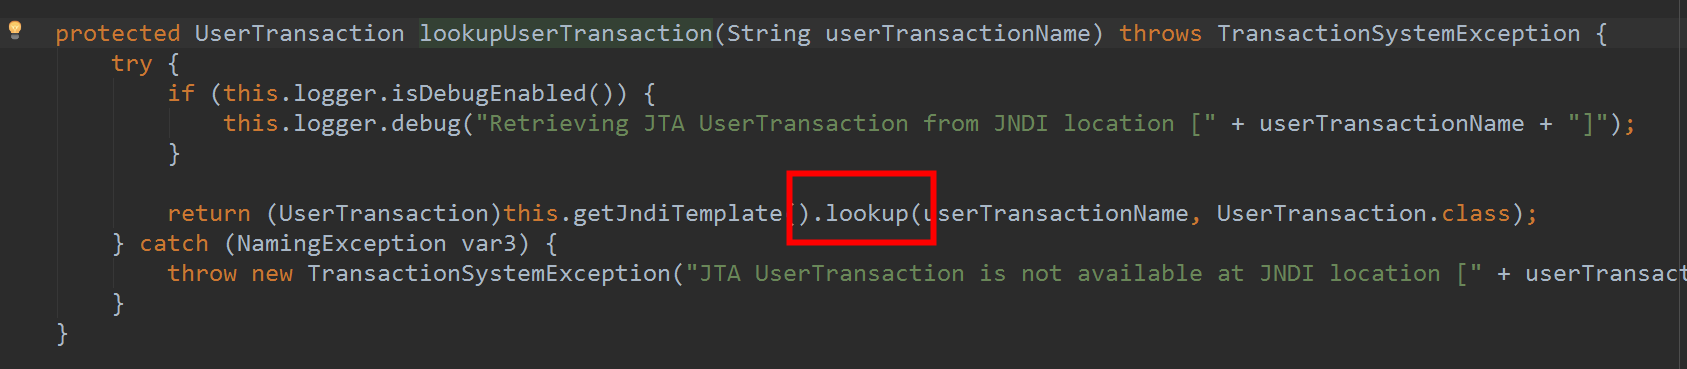 protected UserTransaction lookupUserTransaction(String userTransactionName) throws TransactionSystemException {
try {
if (this.logger.isDebugEnabled()) {
this.logger.debug("Retrieving JTA UserTransaction from JNDI location [" + userTransactionName + "]");
}
return (UserTransaction)this.getJndiTemplate().lookup(userTransactionName, UserTransaction.class);
} catch (NamingException var3) {
throw new TransactionSystemException("JTA UserTransaction is not available at JNDI location [" + userTransact
}
}